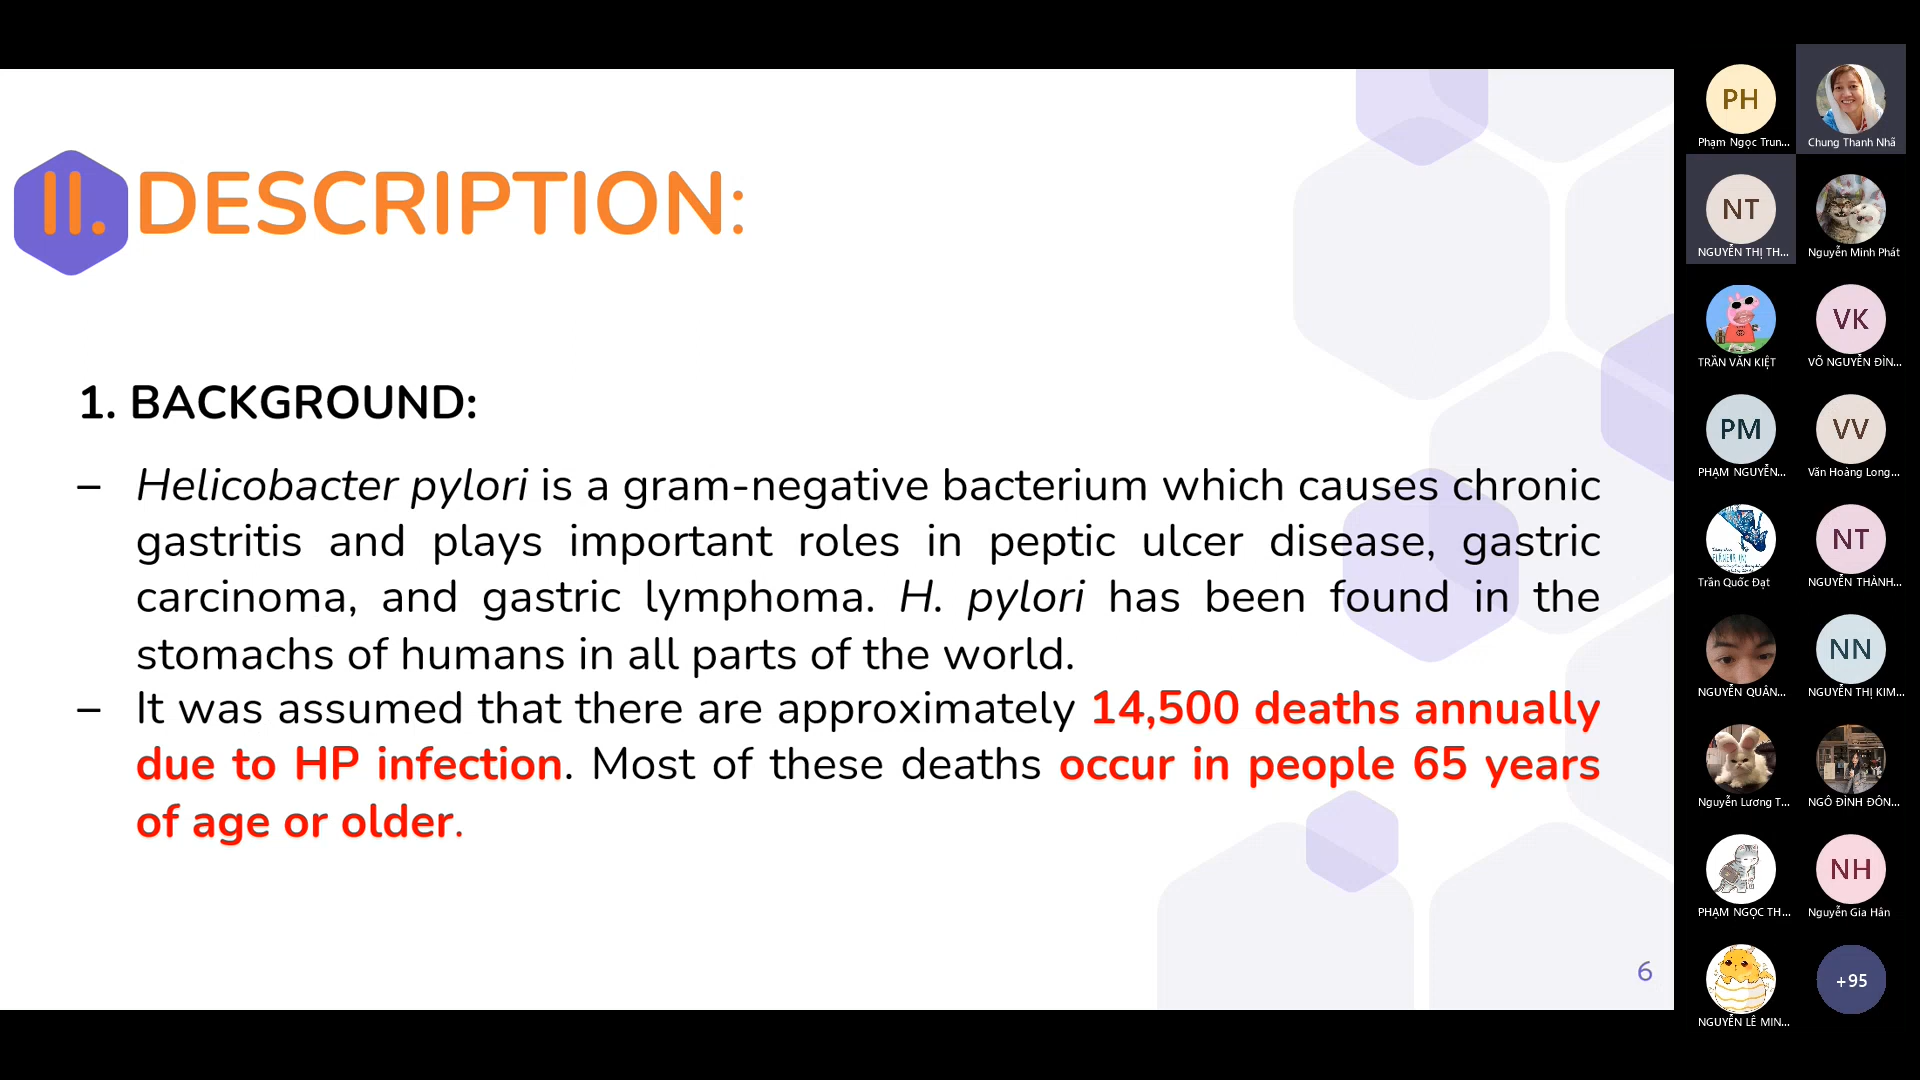 II. DESCRIPTION:
1. BACKGROUND:
– Helicobacter pylori is a gram-negative bacterium which causes chronic
gastritis and plays important roles in peptic ulcer disease, gastric
carcinoma, and gastric lymphoma. H. pylori has been found in the
stomachs of humans in all parts of the world.
– It was assumed that there are approximately 14,500 deaths annually
due to HP infection. Most of these deaths occur in people 65 years
of age or older.
6
PH
Phạm Ngọc Trun...
Chung Thanh Nhã
NT
NGUYỄN THỊ TH...
Nguyễn Minh Phát
TRẦN VĂN KIỆT
VK
VÕ NGUYỄN ĐÌN...
PM
PHẠM NGUYỄN...
VV
Văn Hoàng Long...
Trần Quốc Đạt
NT
NGUYỄN THÀNH...
NGUYỄN QUÂN...
NN
NGUYỄN THỊ KIM...
Nguyễn Lương T...
NGÔ ĐÌNH ĐÔN...
PHẠM NGỌC TH...
NH
Nguyễn Gia Hân
NGUYỄN LÊ MIN...
+95